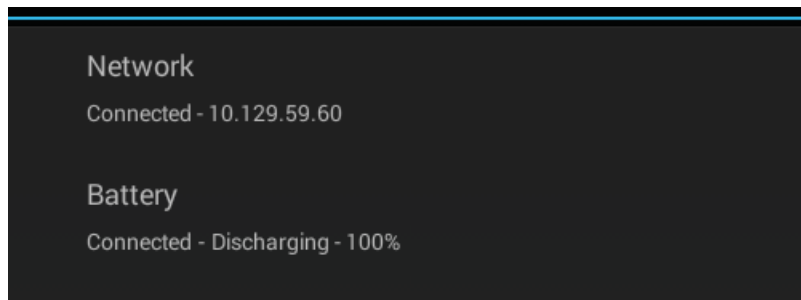 Network
Connected - 10.129.59.60
Battery
Connected - Discharging - 100%